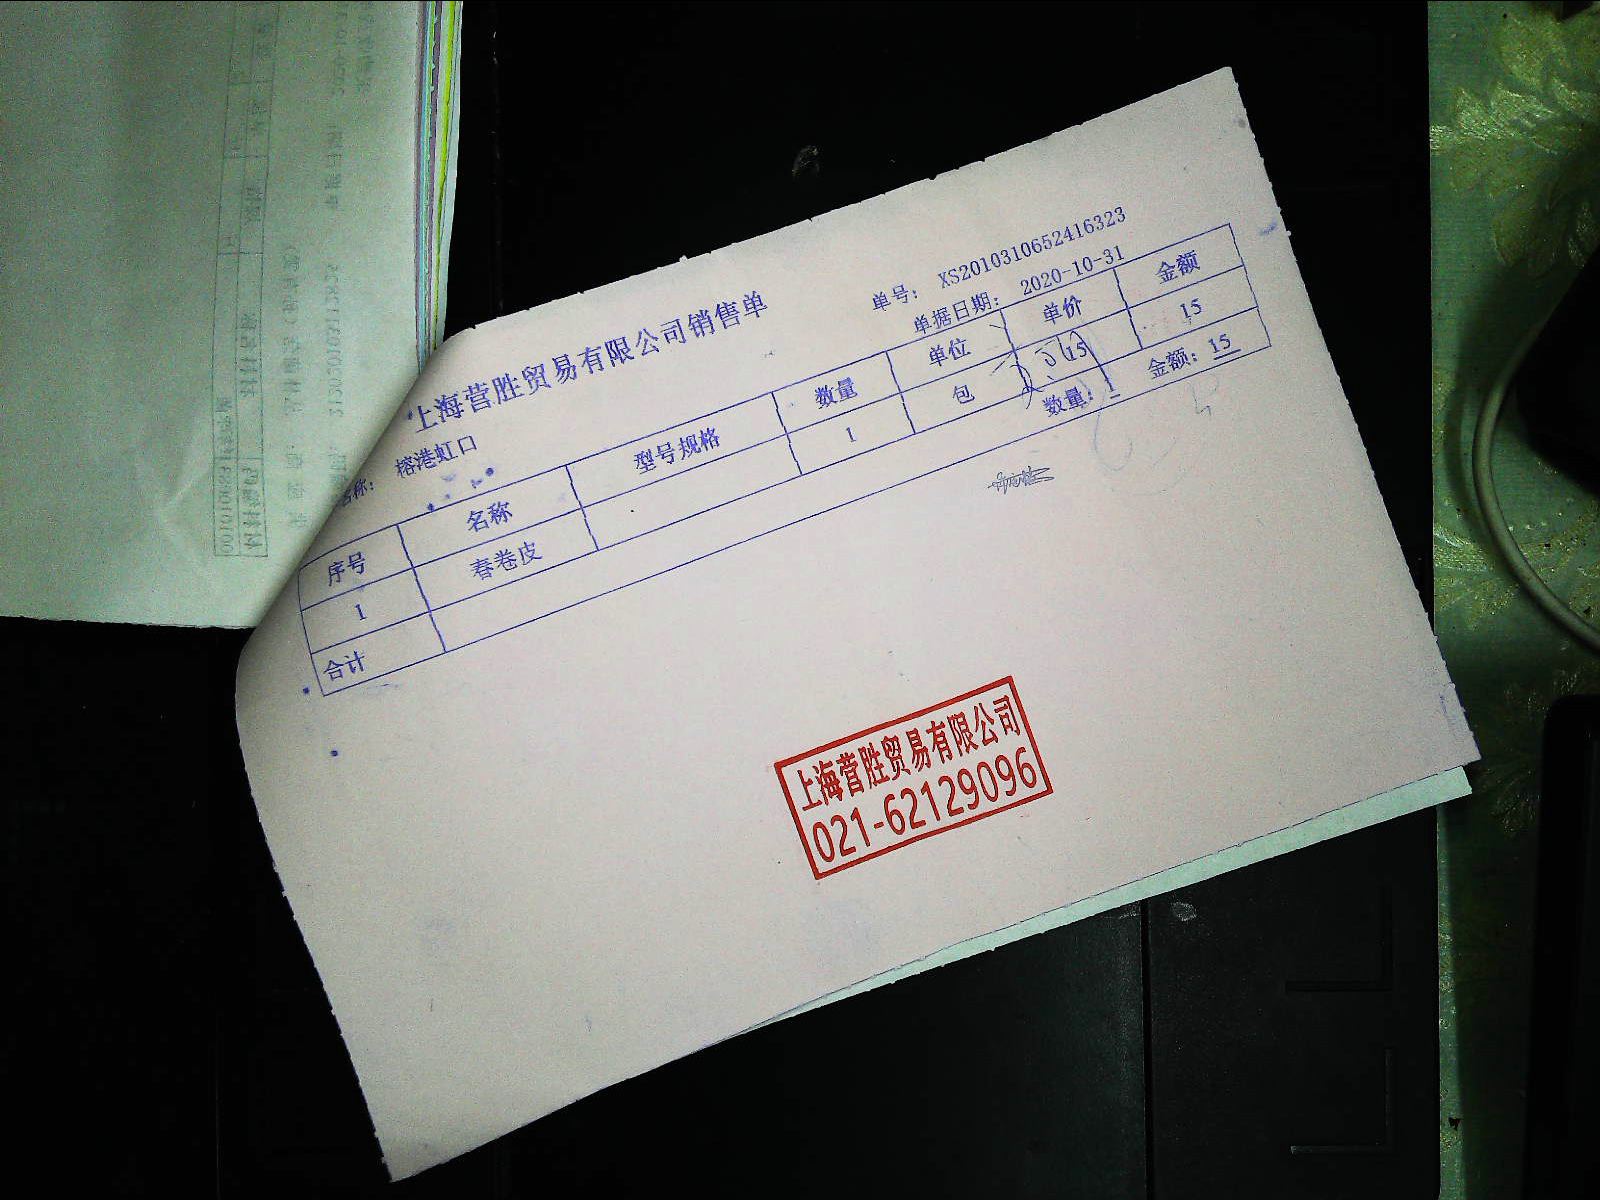 上海营胜贸易有限公司销售单
单号: XS2010310652416323
名称: 榕港虹口
单据日期: 2020-10-31
序号 名称 型号规格 数量 单位 单价 金额
1 春卷皮 1 包 15 15
合计 数量: 1 金额: 15
上海营胜贸易有限公司
021-62129096